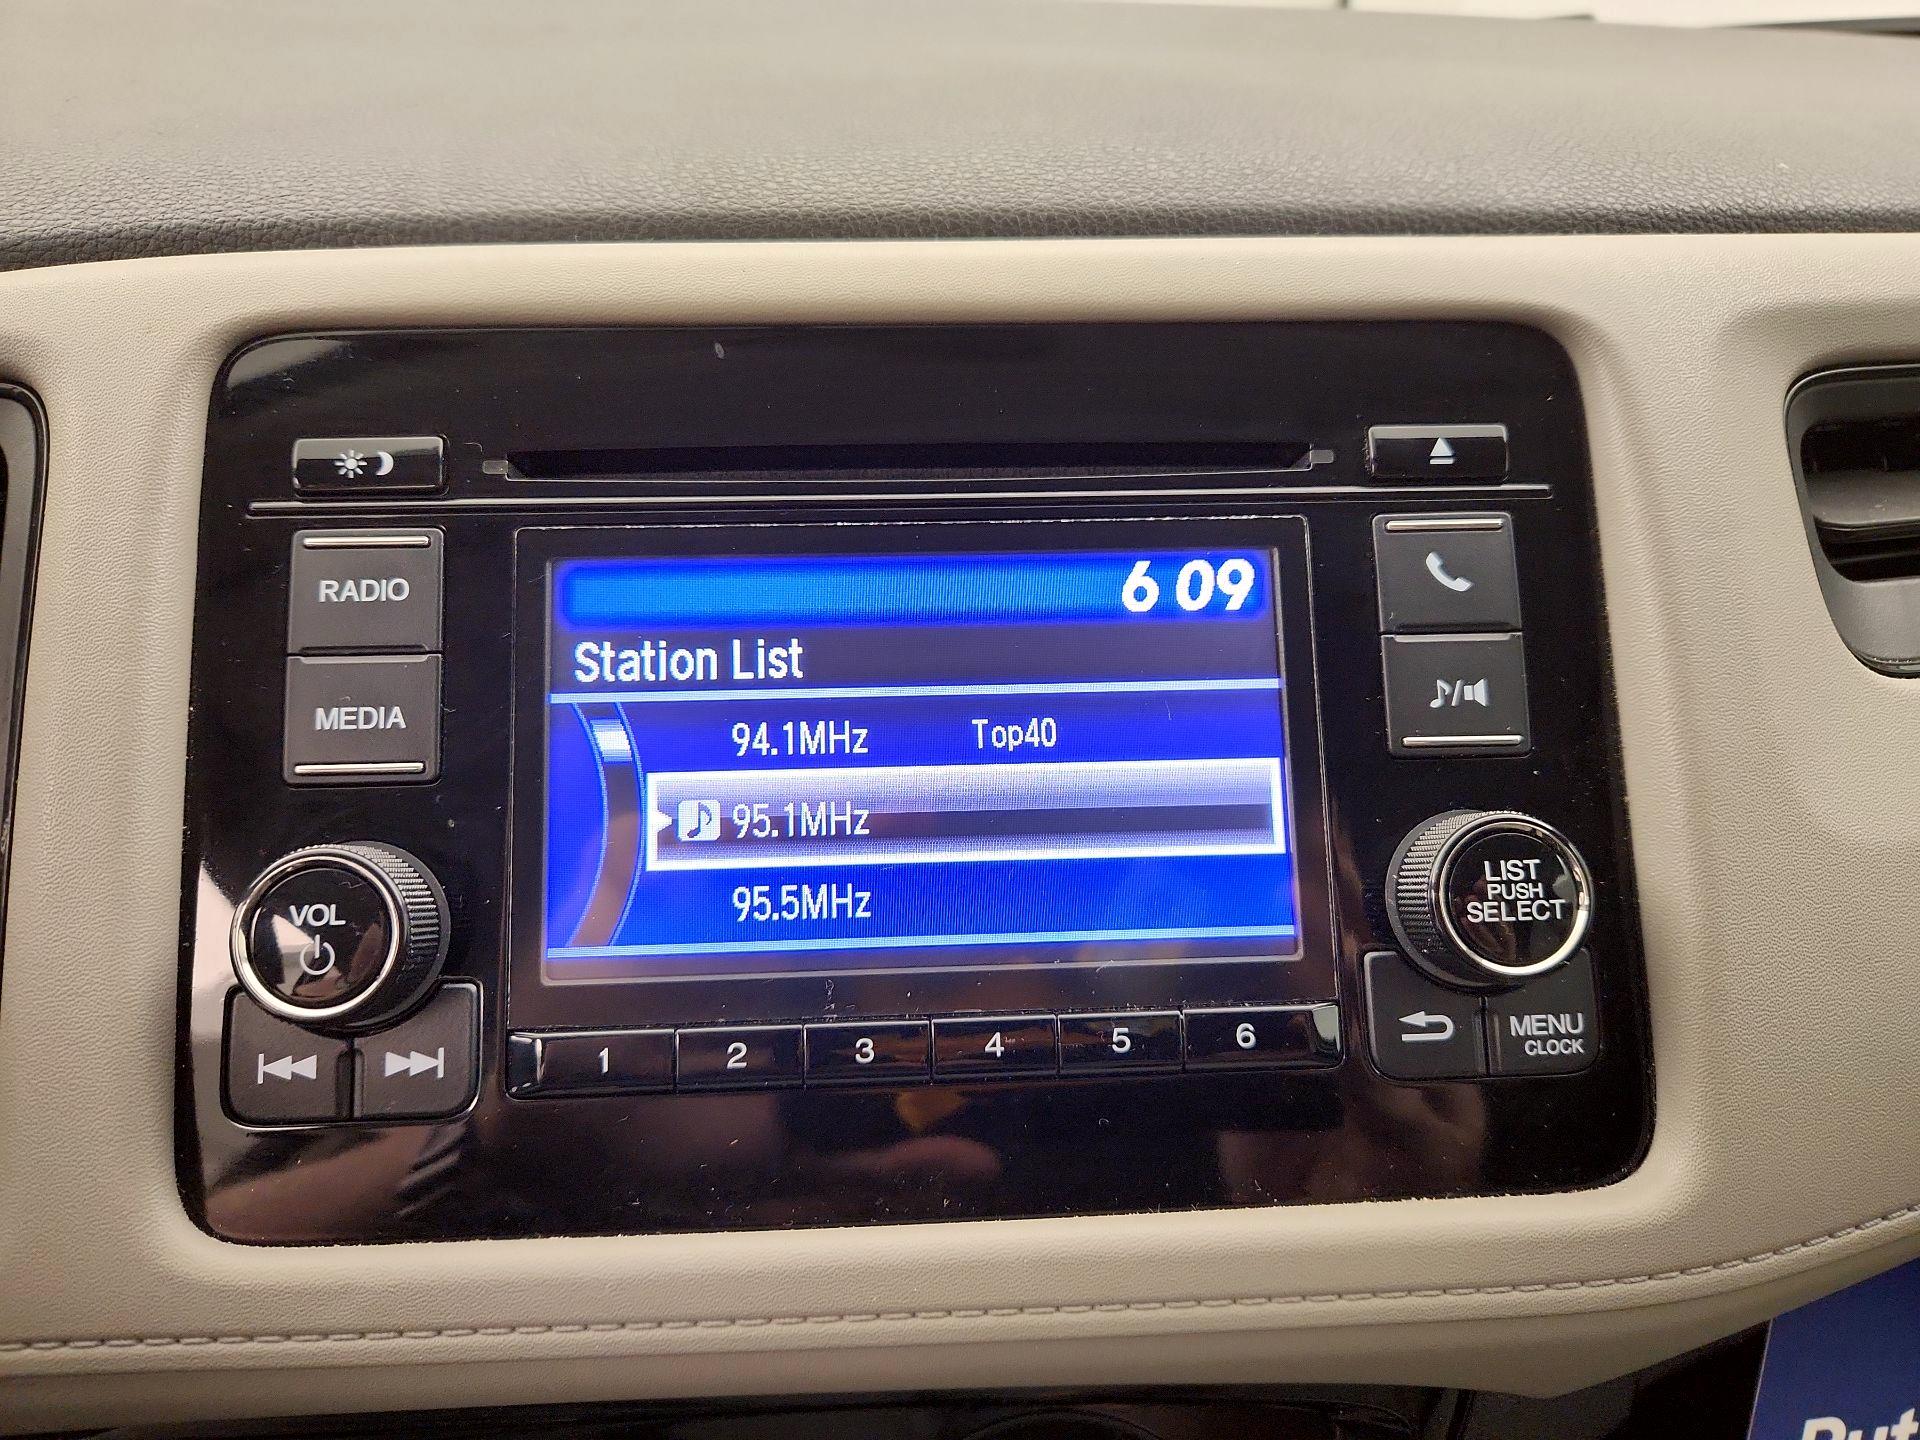 6 09
Station List
94.1MHz Top40
95.1MHz
95.5MHz
RADIO
MEDIA
VOL
LIST
PUSH
SELECT
1 2 3 4 5 6
MENU
CLOCK